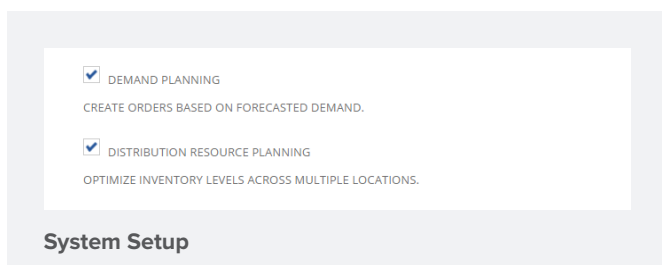 DEMAND PLANNING
CREATE ORDERS BASED ON FORECASTED DEMAND.
DISTRIBUTION RESOURCE PLANNING
OPTIMIZE INVENTORY LEVELS ACROSS MULTIPLE LOCATIONS.
System Setup